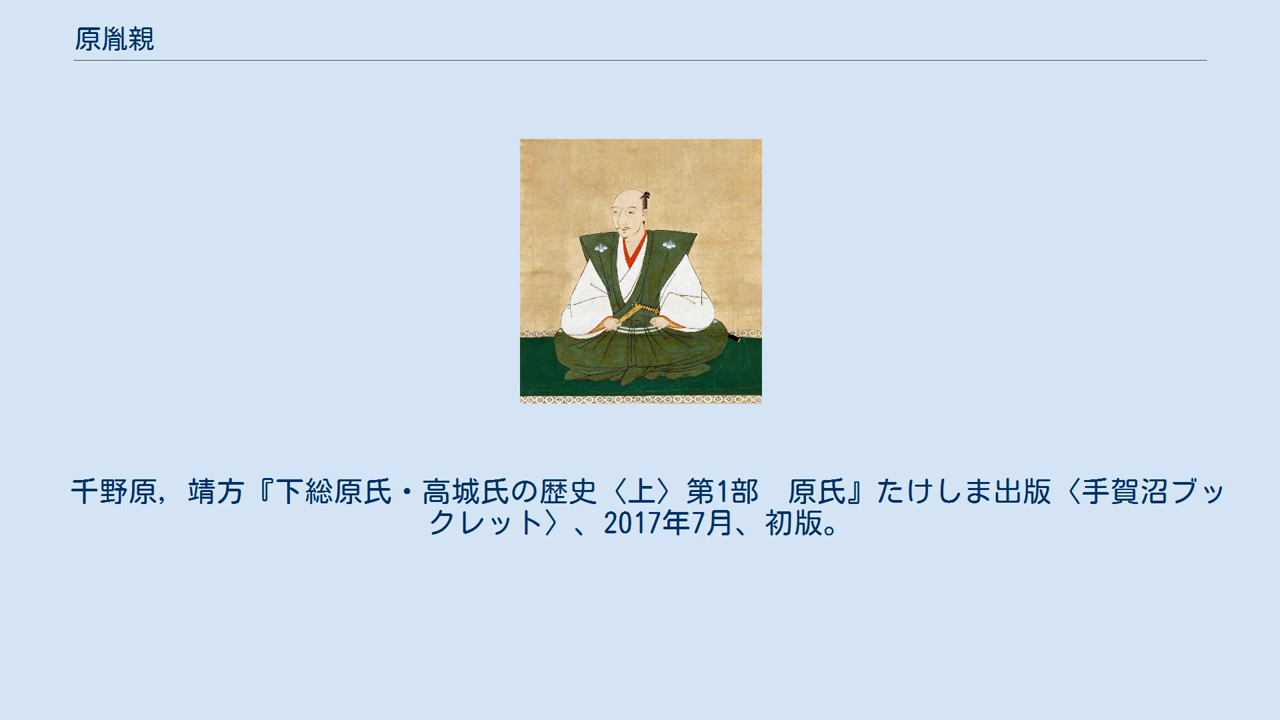 原胤親
千野原，靖方『下総原氏・高城氏の歴史〈上〉第1部　原氏』たけしま出版〈手賀沼ブッ
クレット〉、2017年7月、初版。